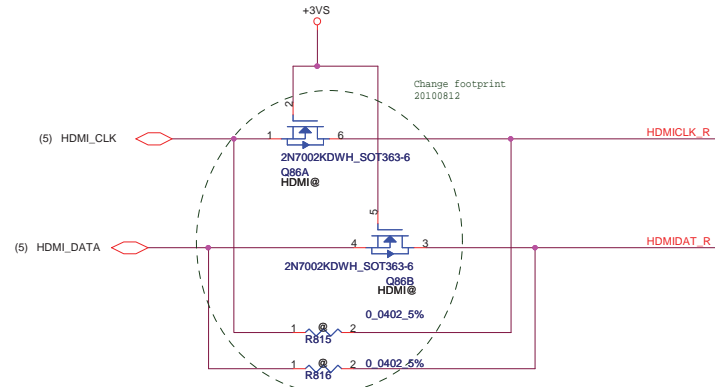 +3VS
Change footprint
20100812
2
(5) HDMI_CLK
1
6
HDMICLK_R
2N7002KDWH_SOT363-6
Q86A
HDMI@
5
(5) HDMI_DATA
4
3
HDMIDAT_R
2N7002KDWH_SOT363-6
Q86B
HDMI@
0_0402_5%
1
@
2
R815
0_0402_5%
1
@
2
R816